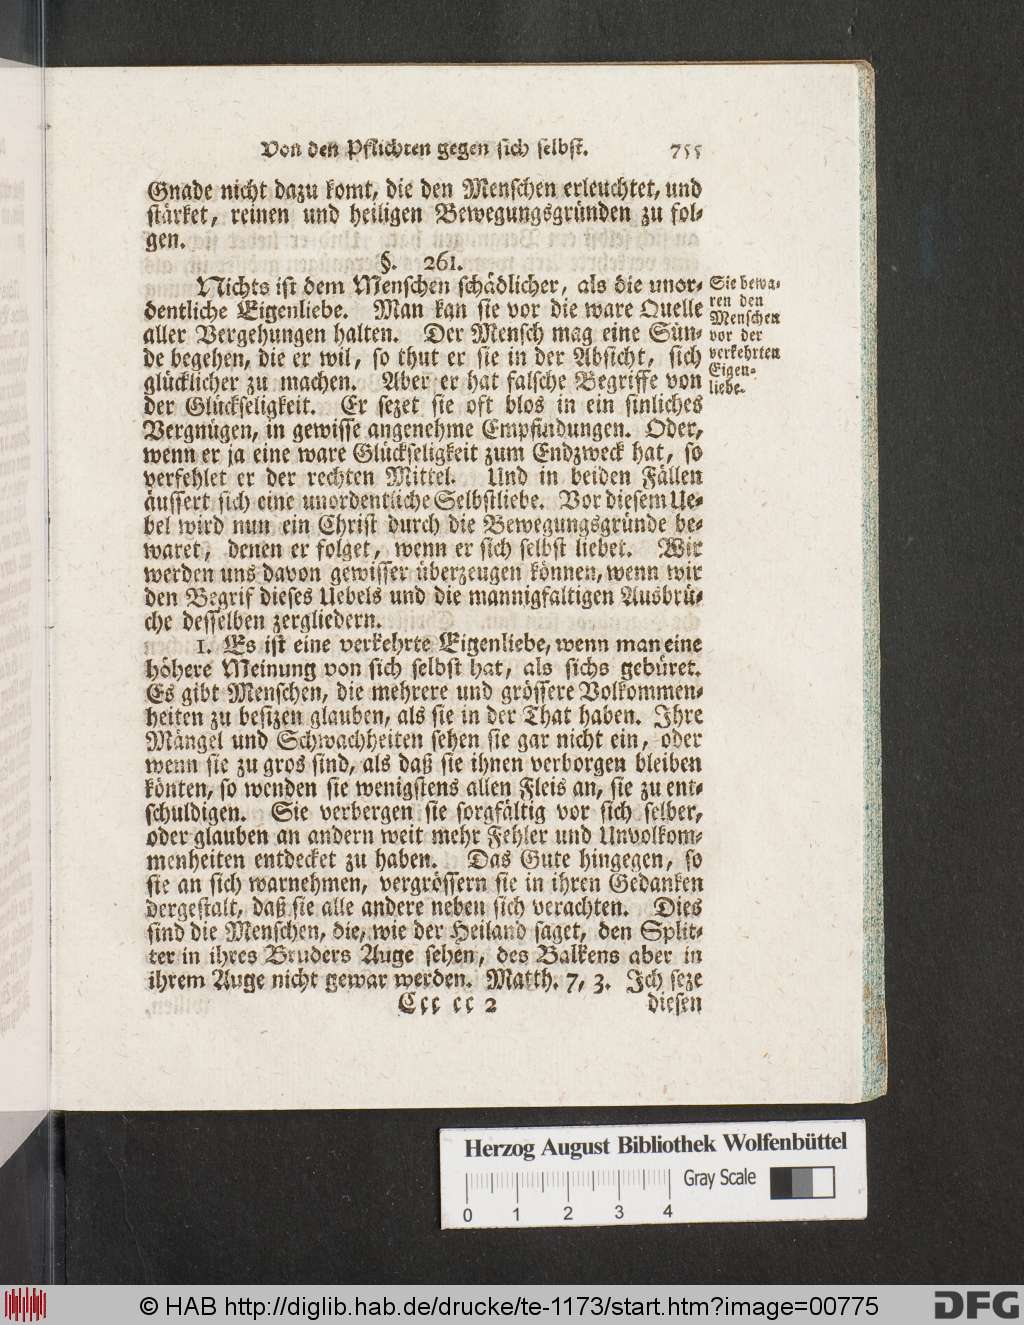 Von den Pflichten gegen sich selbst. 755
Gnade nicht dazu komt, die den Menschen erleuchtet, und
stärket, reinen und heiligen Bewegungsgründen zu fol-
gen.
§. 261.
Nichts ist dem Menschen schädlicher, als die unor-
dentliche Eigenliebe. Man kan sie vor die ware Quelle
aller Vergehungen halten. Der Mensch mag eine Sün-
de begehen, die er wil, so thut er sie in der Absicht, sich
glücklicher zu machen. Aber er hat falsche Begriffe von
der Glückseligkeit. Er sezet sie oft blos in ein sinliches
Vergnügen, in gewisse angenehme Empfindungen. Oder,
wenn er ja eine ware Glückseligkeit zum Endzweck hat, so
verfehlet er der rechten Mittel. Und in beiden Fällen
äussert sich eine unordentliche Selbstliebe. Vor diesem Ue-
bel wird nun ein Christ durch die Bewegungsgründe be-
waret, denen er folget, wenn er sich selbst liebet. Wir
werden uns davon gewisser überzeugen können, wenn wir
den Begrif dieses Uebels und die mannigfaltigen Ausbrü-
che desselben zergliedern.
Sie bewa-
ren den
Menschen
vor der
verkehrten
Eigen-
liebe.
1. Es ist eine verkehrte Eigenliebe, wenn man eine
höhere Meinung von sich selbst hat, als sichs gebüret.
Es gibt Menschen, die mehrere und grössere Volkommen-
heiten zu besizen glauben, als sie in der That haben. Ihre
Mängel und Schwachheiten sehen sie gar nicht ein, oder
wenn sie zu gros sind, als daß sie ihnen verborgen bleiben
könten, so wenden sie wenigstens allen Fleis an, sie zu ent-
schuldigen. Sie verbergen sie sorgfältig vor sich selber,
oder glauben an andern weit mehr Fehler und Unvolkom-
menheiten entdecket zu haben. Das Gute hingegen, so
sie an sich warnehmen, vergrössern sie in ihren Gedanken
dergestalt, daß sie alle andere neben sich verachten. Dies
sind die Menschen, die, wie der Heiland saget, den Split-
ter in ihres Bruders Auge sehen, des Balkens aber in
ihrem Auge nicht gewar werden. Matth. 7, 3. Ich seze
Ccc cc 2 diesen
Herzog August Bibliothek Wolfenbüttel
Gray Scale
0 1 2 3 4
© HAB http://diglib.hab.de/drucke/te-1173/start.htm?image=00775
DFG